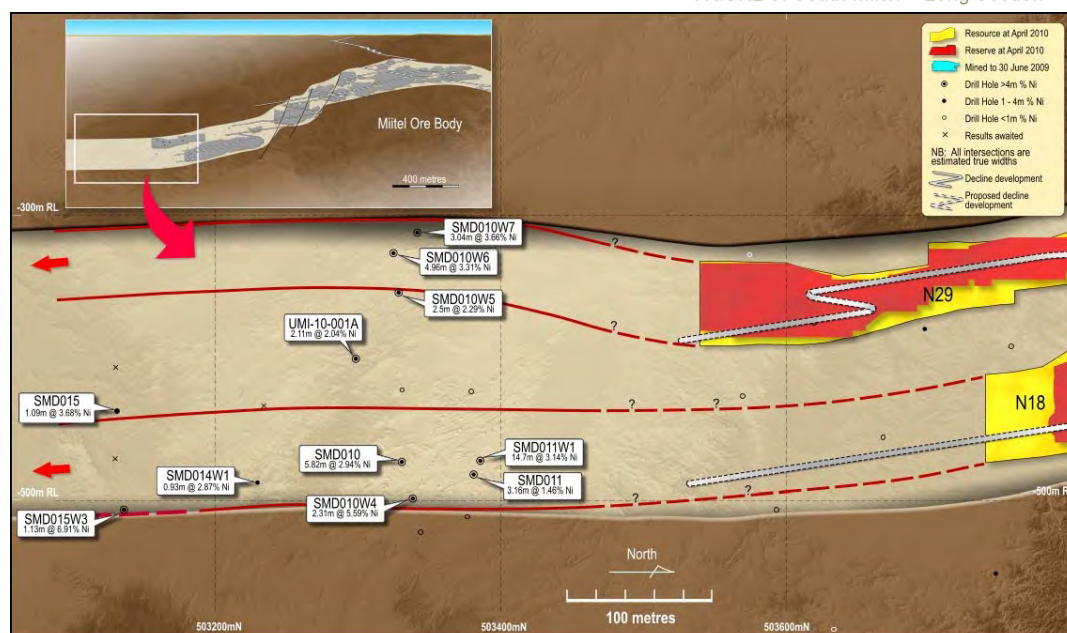 Resource at April 2010
Reserve at April 2010
Mined to 30 June 2009
Drill Hole >4m % Ni
Drill Hole 1 - 4m % Ni
Drill Hole <1m % Ni
Results awaited
NB: All intersections are
estimated true widths
Decline development
Proposed decline
development
Miitel Ore Body
400 metres
-300m RL
SMD010W7
3.04m @ 3.66% Ni
SMD010W6
4.96m @ 3.31% Ni
SMD010W5
2.5m @ 2.29% Ni
UMI-10-001A
2.11m @ 2.04% Ni
N29
?
?
SMD015
1.09m @ 3.68% Ni
?
?
N18
SMD010
5.82m @ 2.94% Ni
SMD011W1
14.7m @ 3.14% Ni
SMD014W1
0.93m @ 2.87% Ni
SMD011
3.16m @ 1.46% Ni
-500m RL
-500m RL
SMD015W3
1.13m @ 6.91% Ni
SMD010W4
2.31m @ 5.59% Ni
?
?
North
100 metres
503200mN
503400mN
503600mN